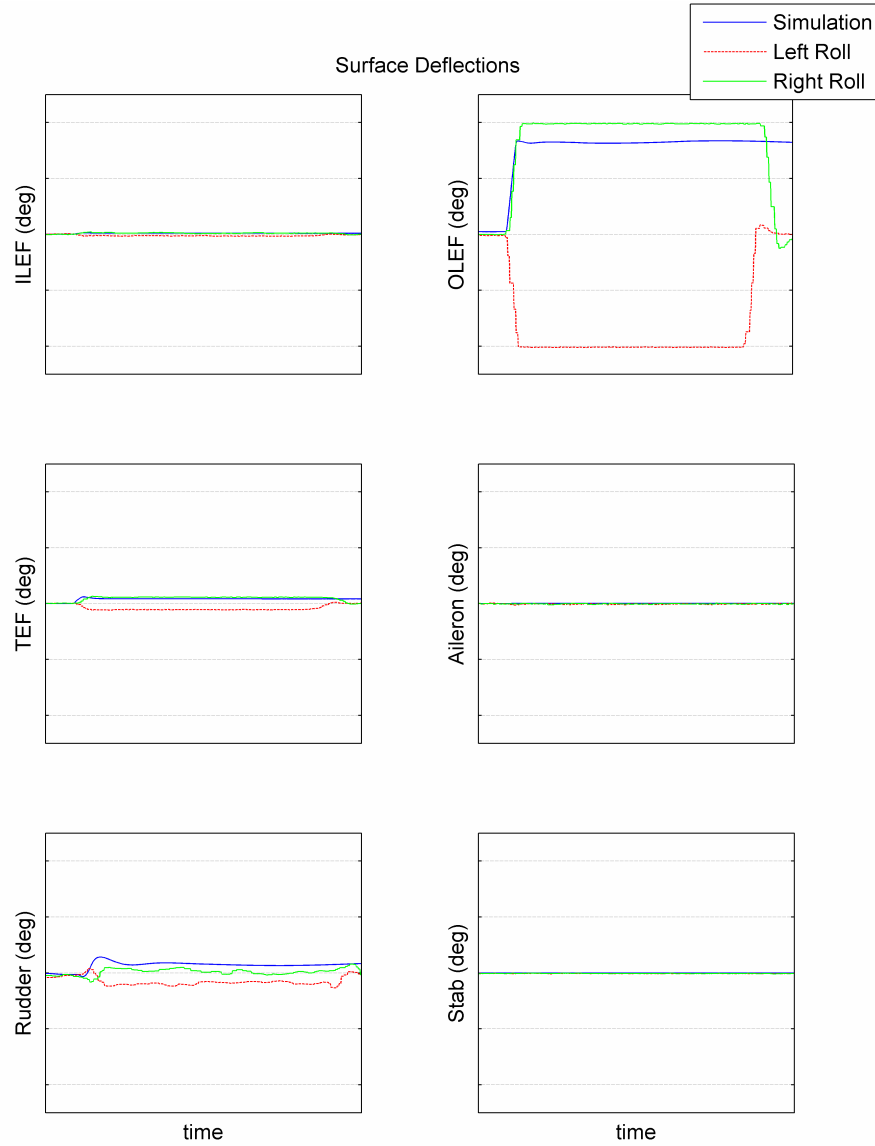 Simulation
Left Roll
Right Roll
Surface Deflections
ILEF (deg)
OLEF (deg)
TEF (deg)
Aileron (deg)
Rudder (deg)
Stab (deg)
time
time